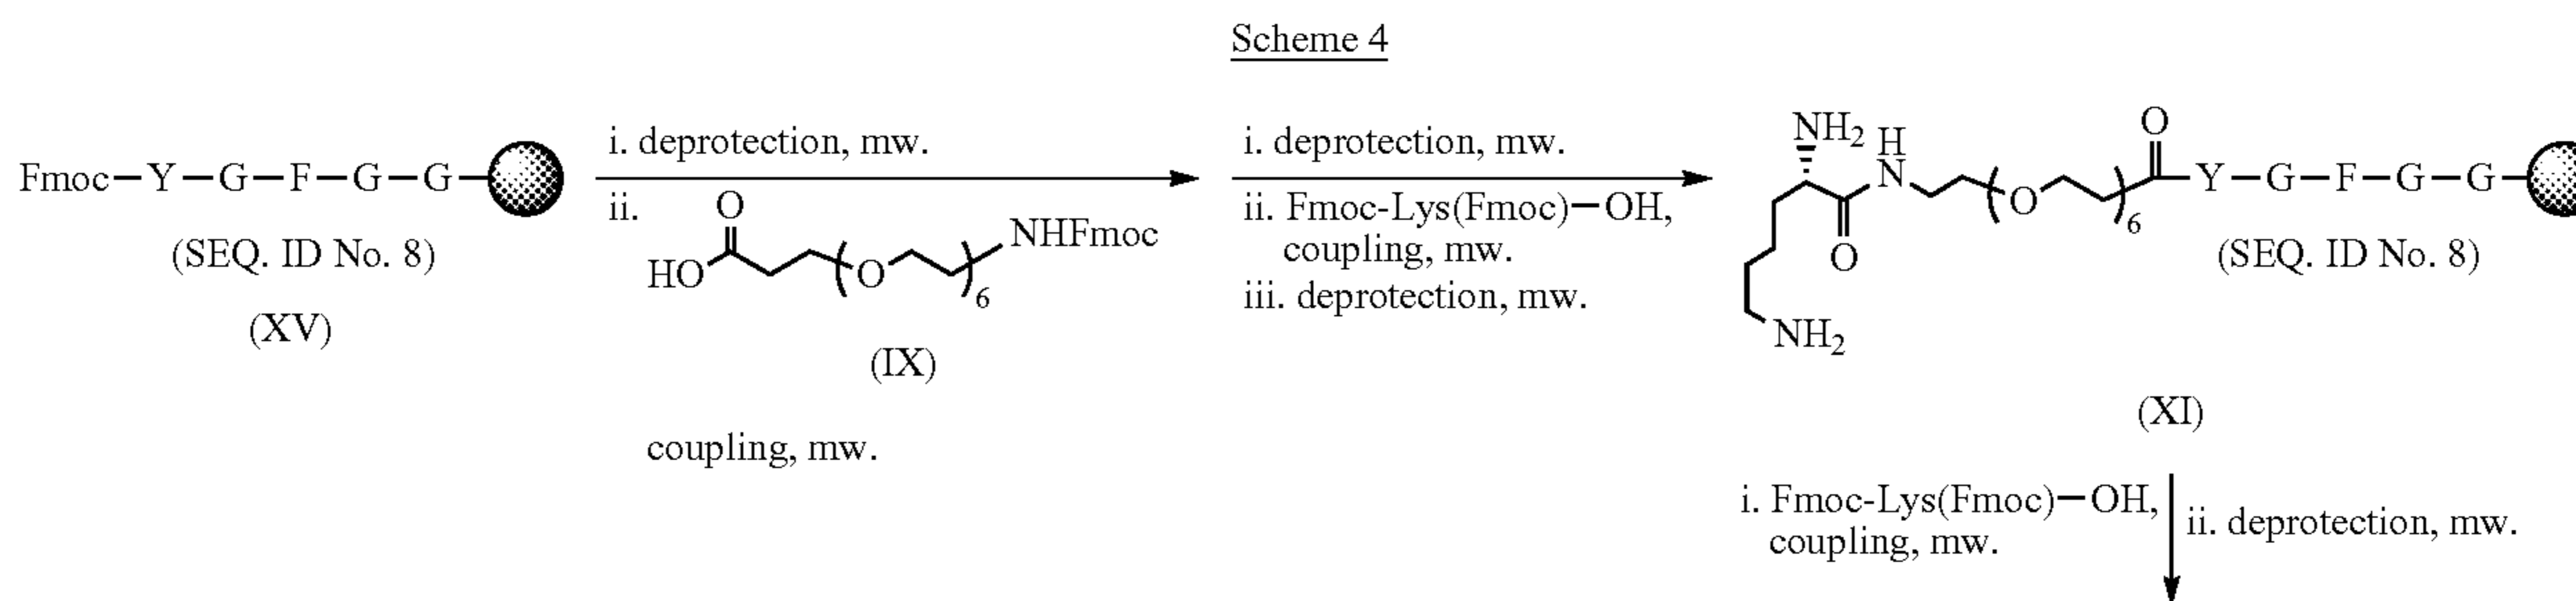 Scheme 4
Fmoc—Y—G—F—G—G—
(SEQ. ID No. 8)
(XV)
i. deprotection, mw.
ii.
O
HO
(
O
)
6
NHFmoc
(IX)
coupling, mw.
i. deprotection, mw.
ii. Fmoc-Lys(Fmoc)—OH,
coupling, mw.
iii. deprotection, mw.
NH2
H
N
O
NH2
(
O
)
6
O
Y—G—F—G—G—
(SEQ. ID No. 8)
(XI)
i. Fmoc-Lys(Fmoc)—OH,
coupling, mw.
ii. deprotection, mw.